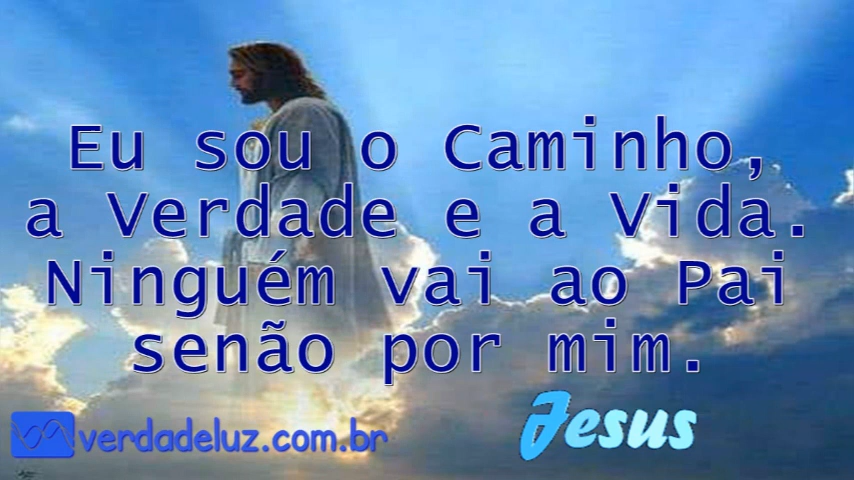 Eu sou o Caminho,
a Verdade e a Vida.
Ninguém vai ao Pai
senão por mim.
Jesus
verdadeluz.com.br